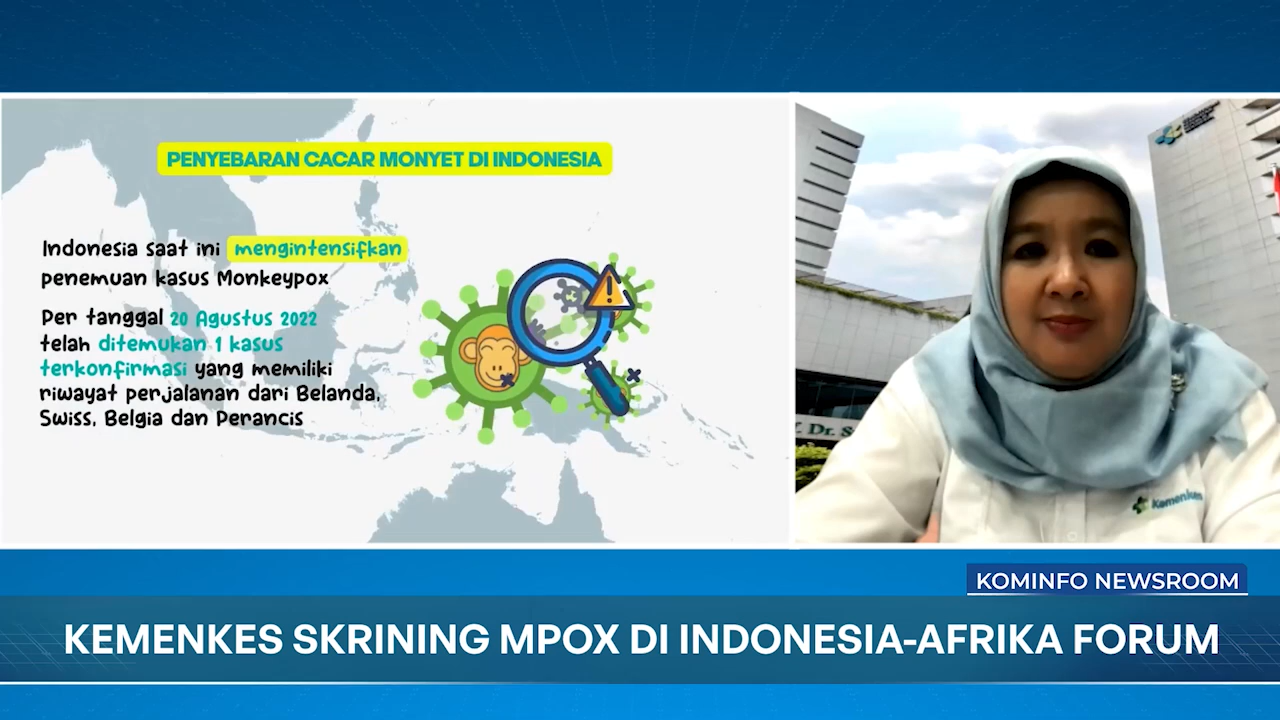 PENYEBARAN CACAR MONYET DI INDONESIA
Indonesia saat ini mengintensifkan
penemuan kasus Monkeypox
Per tanggal 20 Agustus 2022
telah ditemukan 1 kasus
terkonfirmasi yang memiliki
riwayat perjalanan dari Belanda,
Swiss, Belgia dan Perancis
Dr. S
Kemenkes
KOMINFO NEWSROOM
KEMENKES SKRINING MPOX DI INDONESIA-AFRIKA FORUM